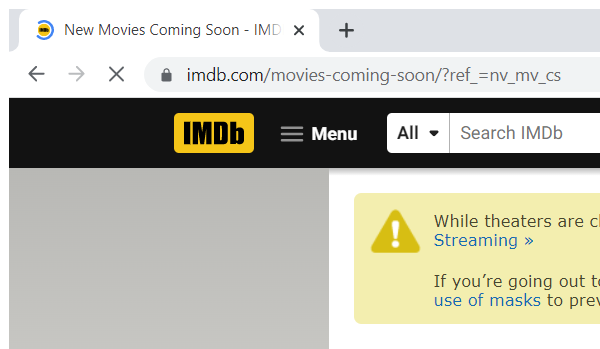 New Movies Coming Soon - IMD
imdb.com/movies-coming-soon/?ref_=nv_mv_cs
IMDb Menu All Search IMDb
While theaters are cl
Streaming »
If you’re going out to
use of masks to prev